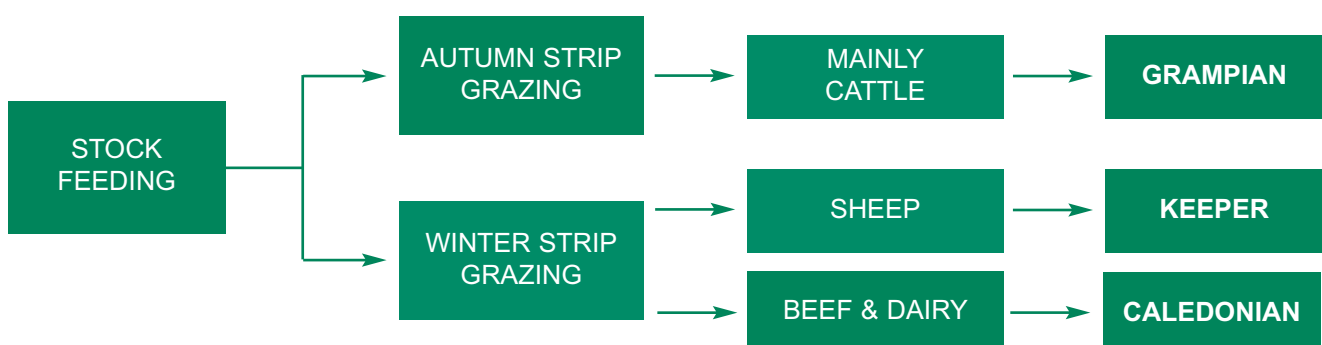 STOCK
FEEDING
AUTUMN STRIP
GRAZING
MAINLY
CATTLE
GRAMPIAN
WINTER STRIP
GRAZING
SHEEP
KEEPER
BEEF & DAIRY
CALEDONIAN